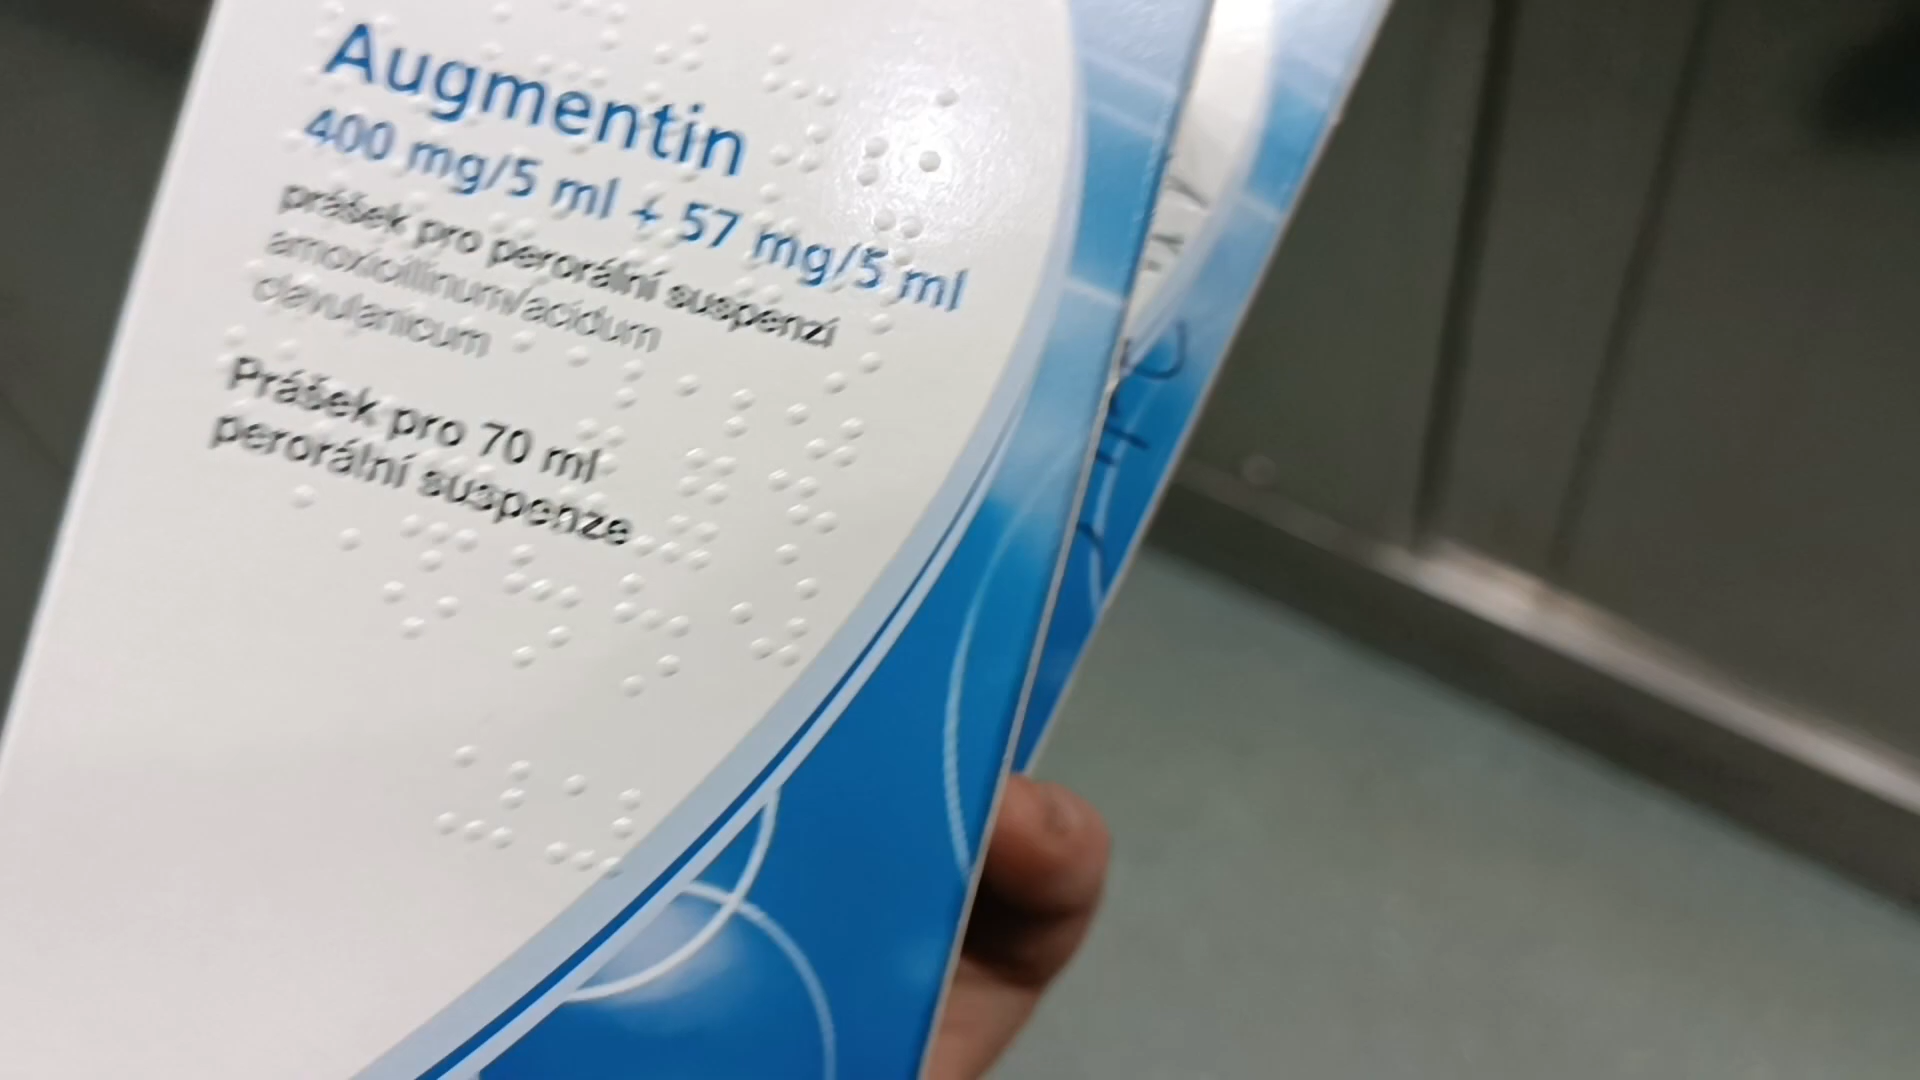 Augmentin
400 mg/5 ml + 57 mg/5 ml
prášek pro perorální suspenzi
amoxicillinum/acidum
clavulanicum
Prášek pro 70 ml
perorální suspenze